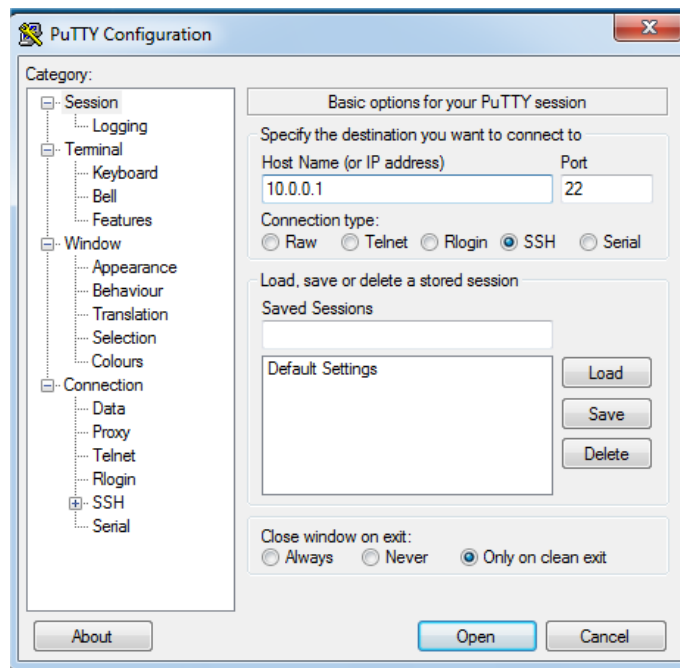 PuTTY Configuration
Category:
Session
Logging
Terminal
Keyboard
Bell
Features
Window
Appearance
Behaviour
Translation
Selection
Colours
Connection
Data
Proxy
Telnet
Rlogin
SSH
Serial
Basic options for your PuTTY session
Specify the destination you want to connect to
Host Name (or IP address) Port
10.0.0.1 22
Connection type:
Raw Telnet Rlogin SSH Serial
Load, save or delete a stored session
Saved Sessions
Default Settings
Load
Save
Delete
Close window on exit:
Always Never Only on clean exit
About Open Cancel